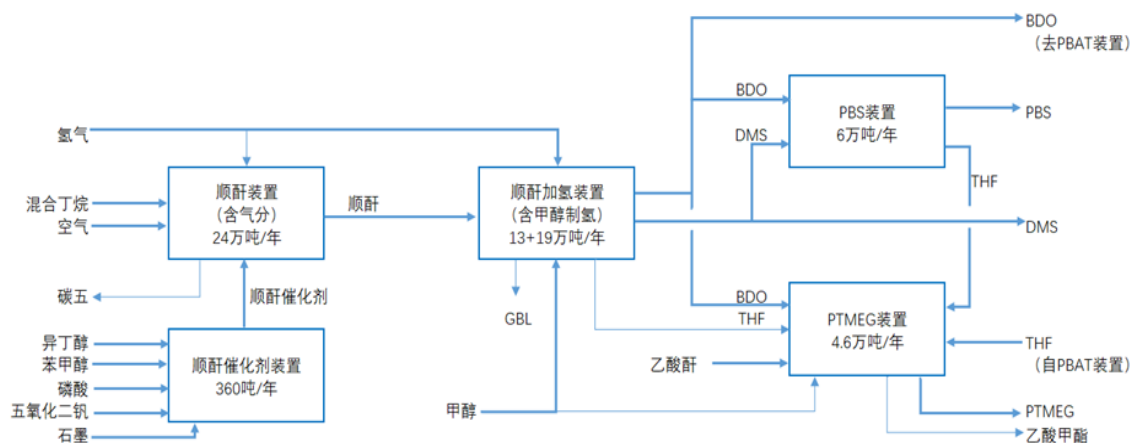 BDO
（去PBAT装置）
BDO
PBS装置
6万吨/年
PBS
DMS
氢气
THF
顺酐装置
（含气分）
24万吨/年
顺酐
顺酐加氢装置
（含甲醇制氢）
13+19万吨/年
混合丁烷
空气
DMS
碳五
顺酐催化剂
GBL
BDO
THF
PTMEG装置
4.6万吨/年
THF
（自PBAT装置）
异丁醇
苯甲醇
磷酸
五氧化二钒
石墨
顺酐催化剂装置
360吨/年
乙酸酐
甲醇
PTMEG
乙酸甲酯